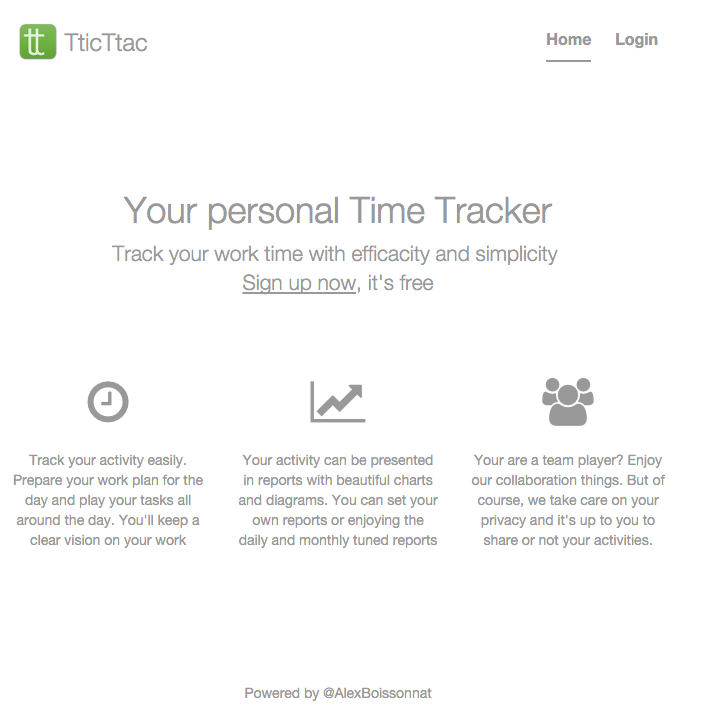 tt TticTtac
Home Login
Your personal Time Tracker
Track your work time with efficacity and simplicity
Sign up now, it's free
Track your activity easily.
Prepare your work plan for the
day and play your tasks all
around the day. You'll keep a
clear vision on your work
Your activity can be presented
in reports with beautiful charts
and diagrams. You can set your
own reports or enjoying the
daily and monthly tuned reports
Your are a team player? Enjoy
our collaboration things. But of
course, we take care on your
privacy and it's up to you to
share or not your activities.
Powered by @AlexBoissonnat